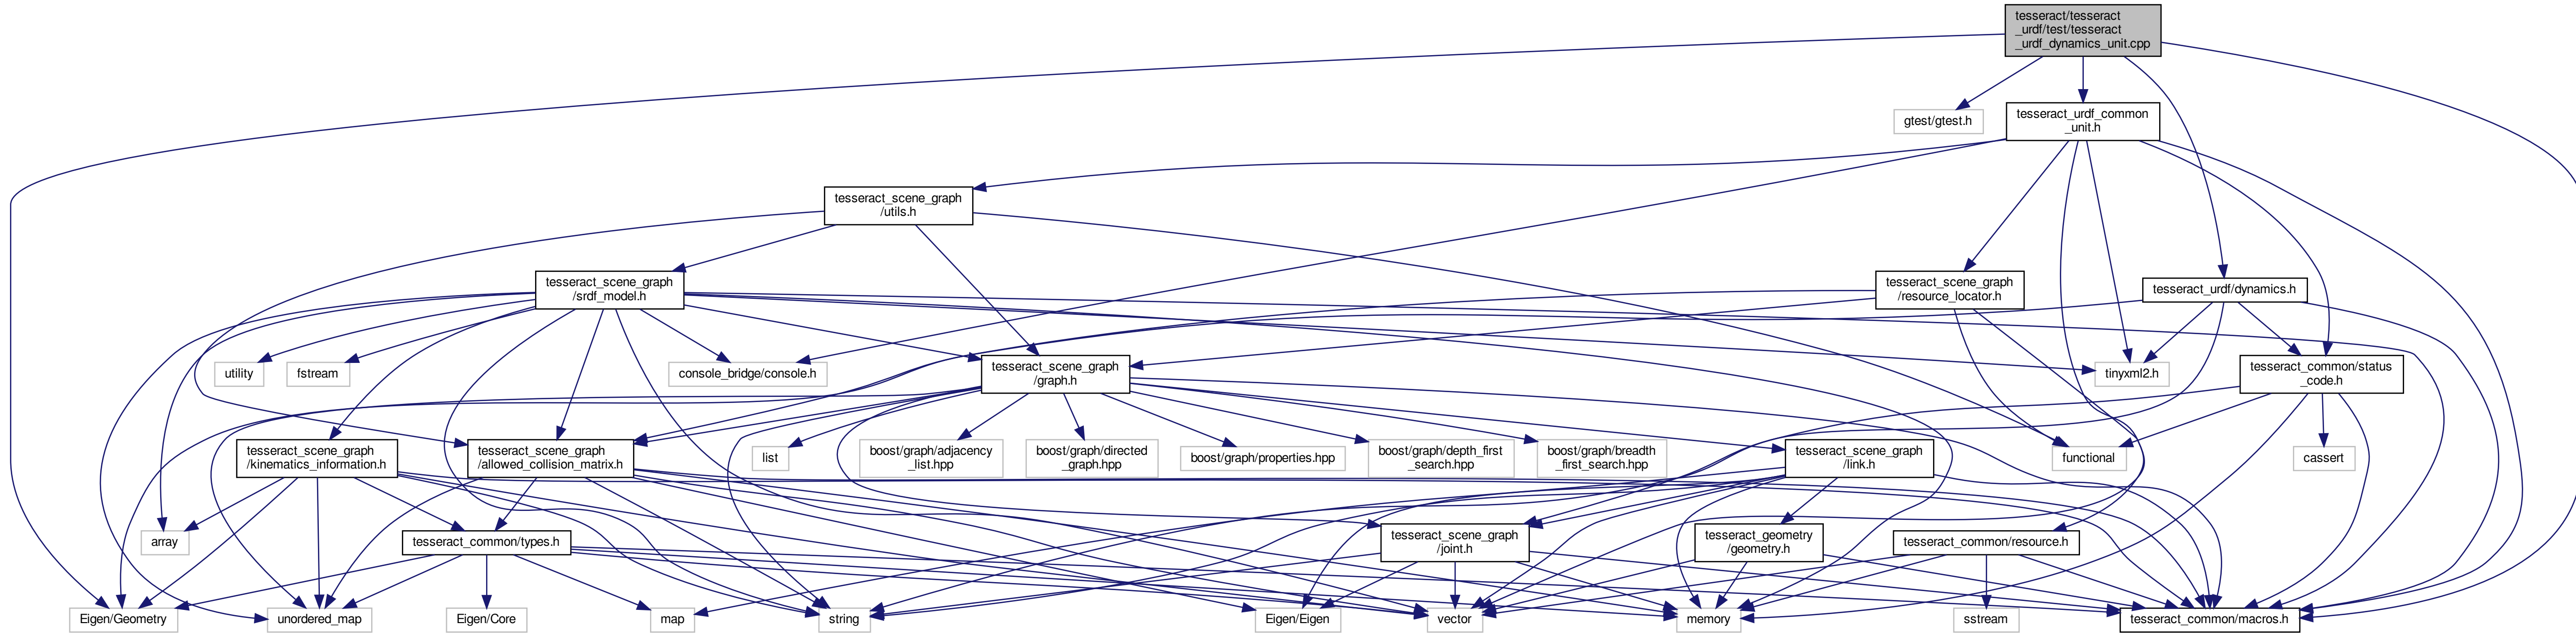 tesseract/tesseract
_urdf/test/tesseract
_urdf_dynamics_unit.cpp
gtest/gtest.h
tesseract_urdf_common
_unit.h
tesseract_scene_graph
/utils.h
tesseract_scene_graph
/srdf_model.h
tesseract_scene_graph
/resource_locator.h
tesseract_urdf/dynamics.h
utility
fstream
console_bridge/console.h
tesseract_scene_graph
/graph.h
tinyxml2.h
tesseract_common/status
_code.h
tesseract_scene_graph
/kinematics_information.h
tesseract_scene_graph
/allowed_collision_matrix.h
list
boost/graph/adjacency
_list.hpp
boost/graph/directed
_graph.hpp
boost/graph/properties.hpp
boost/graph/depth_first
_search.hpp
boost/graph/breadth
_first_search.hpp
tesseract_scene_graph
/link.h
functional
cassert
array
tesseract_common/types.h
tesseract_scene_graph
/joint.h
tesseract_geometry
/geometry.h
tesseract_common/resource.h
Eigen/Geometry
unordered_map
Eigen/Core
map
string
Eigen/Eigen
vector
memory
sstream
tesseract_common/macros.h